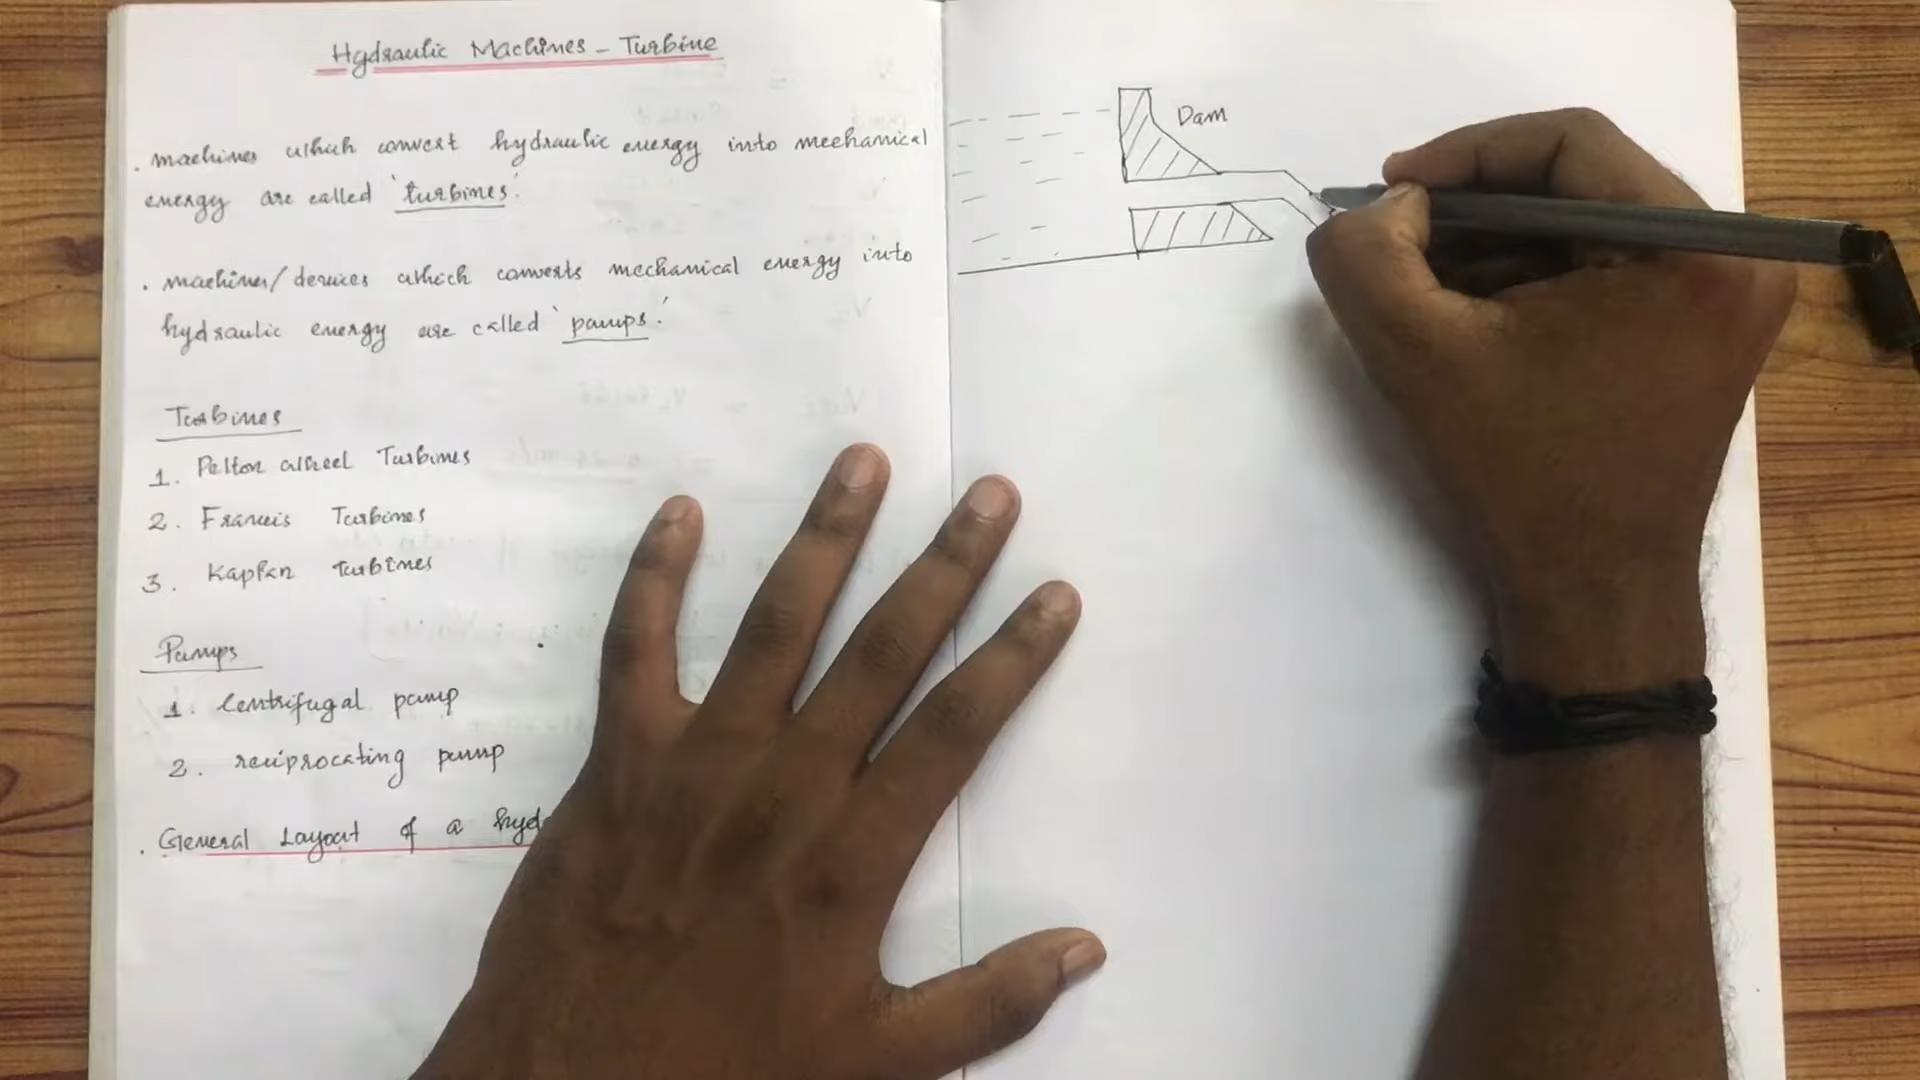 Hydraulic Machines - Turbine
. machines which convert hydraulic energy into mechanical
energy are called 'turbines'.
. machines/devices which converts mechanical energy into
hydraulic energy are called 'pumps'.
Turbines
1. Pelton wheel Turbines
2. Francis Turbines
3. Kaplan turbines
Pumps
1. Centrifugal pump
2. reciprocating pump
. General Layout of a hyd
Dam